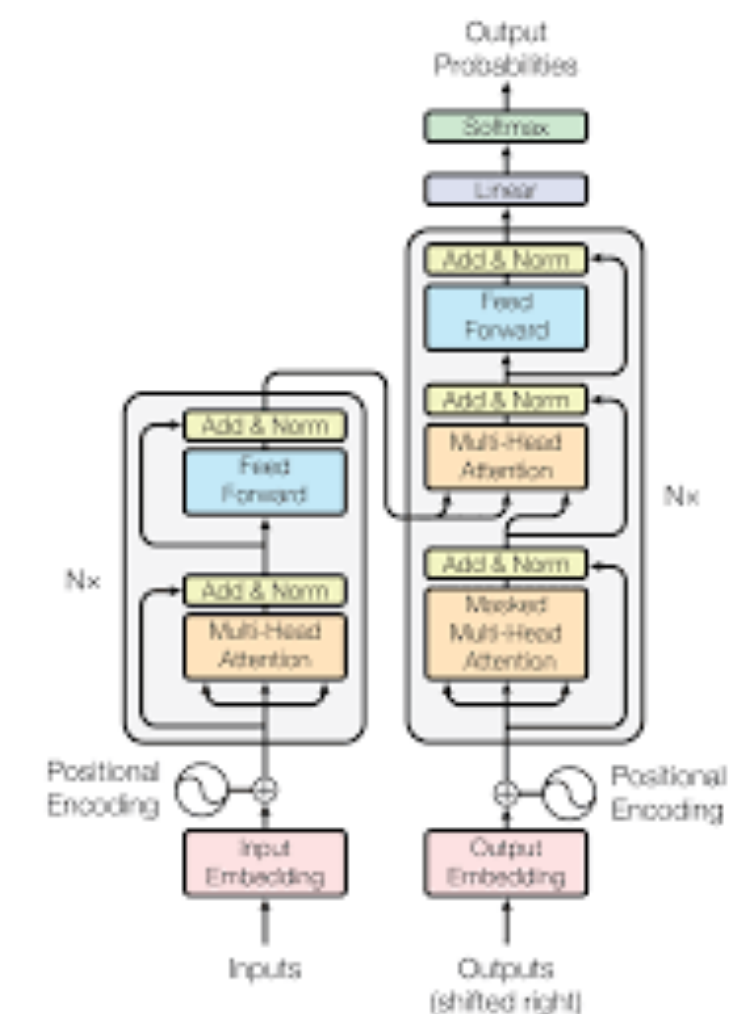 Output
Probabilities
Softmax
Linear
Add & Norm
Feed
Forward
Add & Norm
Multi-Head
Attention
Nx
Add & Norm
Masked
Multi-Head
Attention
Add & Norm
Feed
Forward
Nx
Add & Norm
Multi-Head
Attention
Positional
Encoding
Positional
Encoding
Input
Embedding
Output
Embedding
Inputs
Outputs
(shifted right)